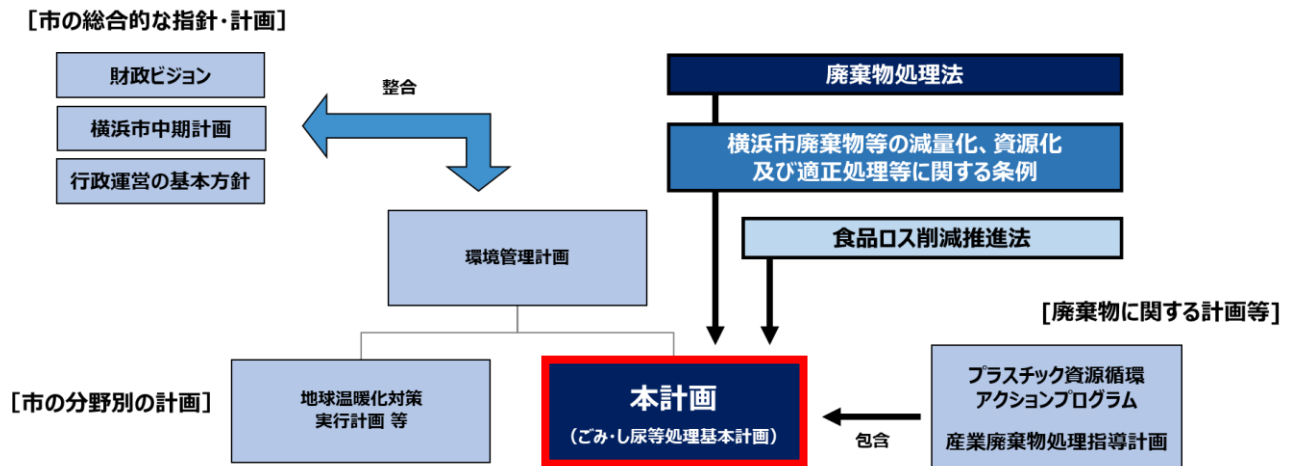 [市の総合的な指針・計画]
財政ビジョン
横浜市中期計画
行政運営の基本方針
整合
廃棄物処理法
横浜市廃棄物等の減量化、資源化
及び適正処理等に関する条例
食品ロス削減推進法
環境管理計画
[廃棄物に関する計画等]
[市の分野別の計画]
地球温暖化対策
実行計画 等
本計画
(ごみ・し尿等処理基本計画)
包含
プラスチック資源循環
アクションプログラム
産業廃棄物処理指導計画